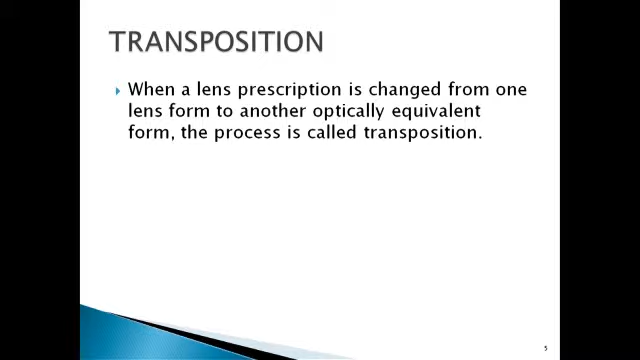 TRANSPOSITION
When a lens prescription is changed from one
lens form to another optically equivalent
form, the process is called transposition.
5